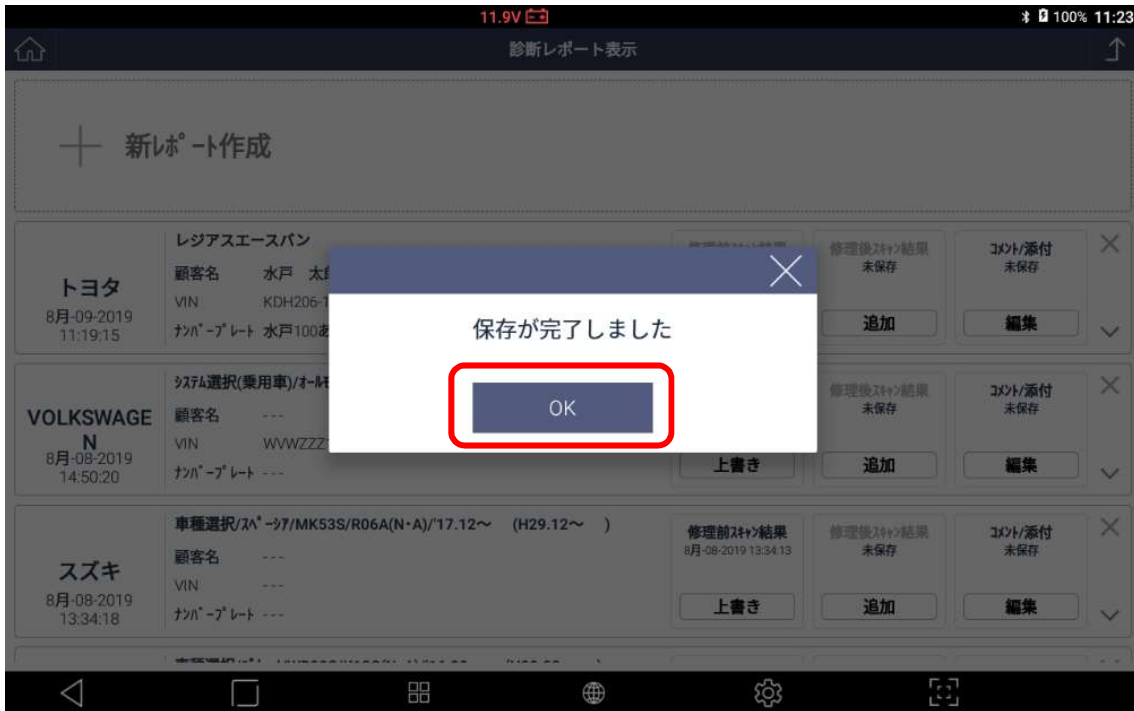 11.9V
100% 11:23
診断レポート表示
新ﾚﾎﾟｰﾄ作成
トヨタ
8月-09-2019
11:19:15
レジアスエースバン
顧客名 水戸
VIN KDH206-
ﾅﾝﾊﾞｰﾌﾟﾚｰﾄ 水戸100あ
修理後ｽｷｬﾝ結果
未保存
追加
ｺﾒﾝﾄ/添付
未保存
編集
保存が完了しました
OK
VOLKSWAGE
N
8月-08-2019
14:50:20
ｼｽﾃﾑ選択(乗用車)/ｵｰﾙ
顧客名 ---
VIN WVWZZZ
ﾅﾝﾊﾞｰﾌﾟﾚｰﾄ ---
上書き
修理後ｽｷｬﾝ結果
未保存
追加
ｺﾒﾝﾄ/添付
未保存
編集
スズキ
8月-08-2019
13:34:18
車種選択/ｽﾍﾟｰｼｱ/MK53S/R06A(N･A)/'17.12～ (H29.12～ )
顧客名 ---
VIN ---
ﾅﾝﾊﾞｰﾌﾟﾚｰﾄ ---
修理前ｽｷｬﾝ結果
8月-08-2019 13:34:13
上書き
修理後ｽｷｬﾝ結果
未保存
追加
ｺﾒﾝﾄ/添付
未保存
編集